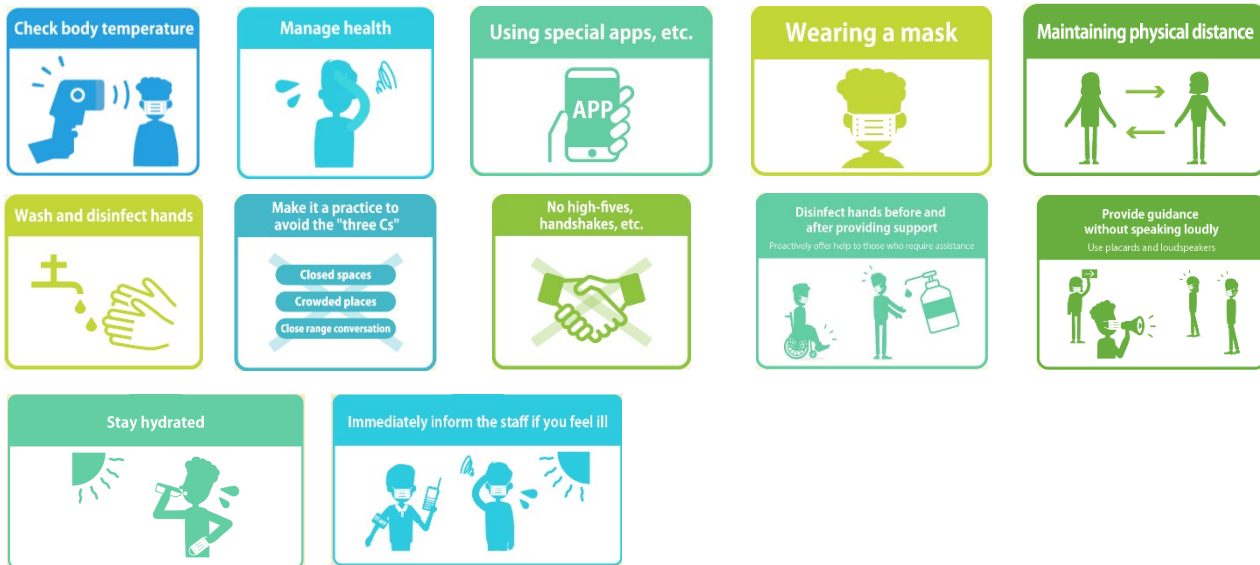 Check body temperature
Manage health
Using special apps, etc.
APP
Wearing a mask
Maintaining physical distance
Wash and disinfect hands
Make it a practice to
avoid the "three Cs"
Closed spaces
Crowded places
Close range conversation
No high-fives,
handshakes, etc.
Disinfect hands before and
after providing support
Proactively offer help to those who require assistance
Provide guidance
without speaking loudly
Use placards and loudspeakers
Stay hydrated
Immediately inform the staff if you feel ill